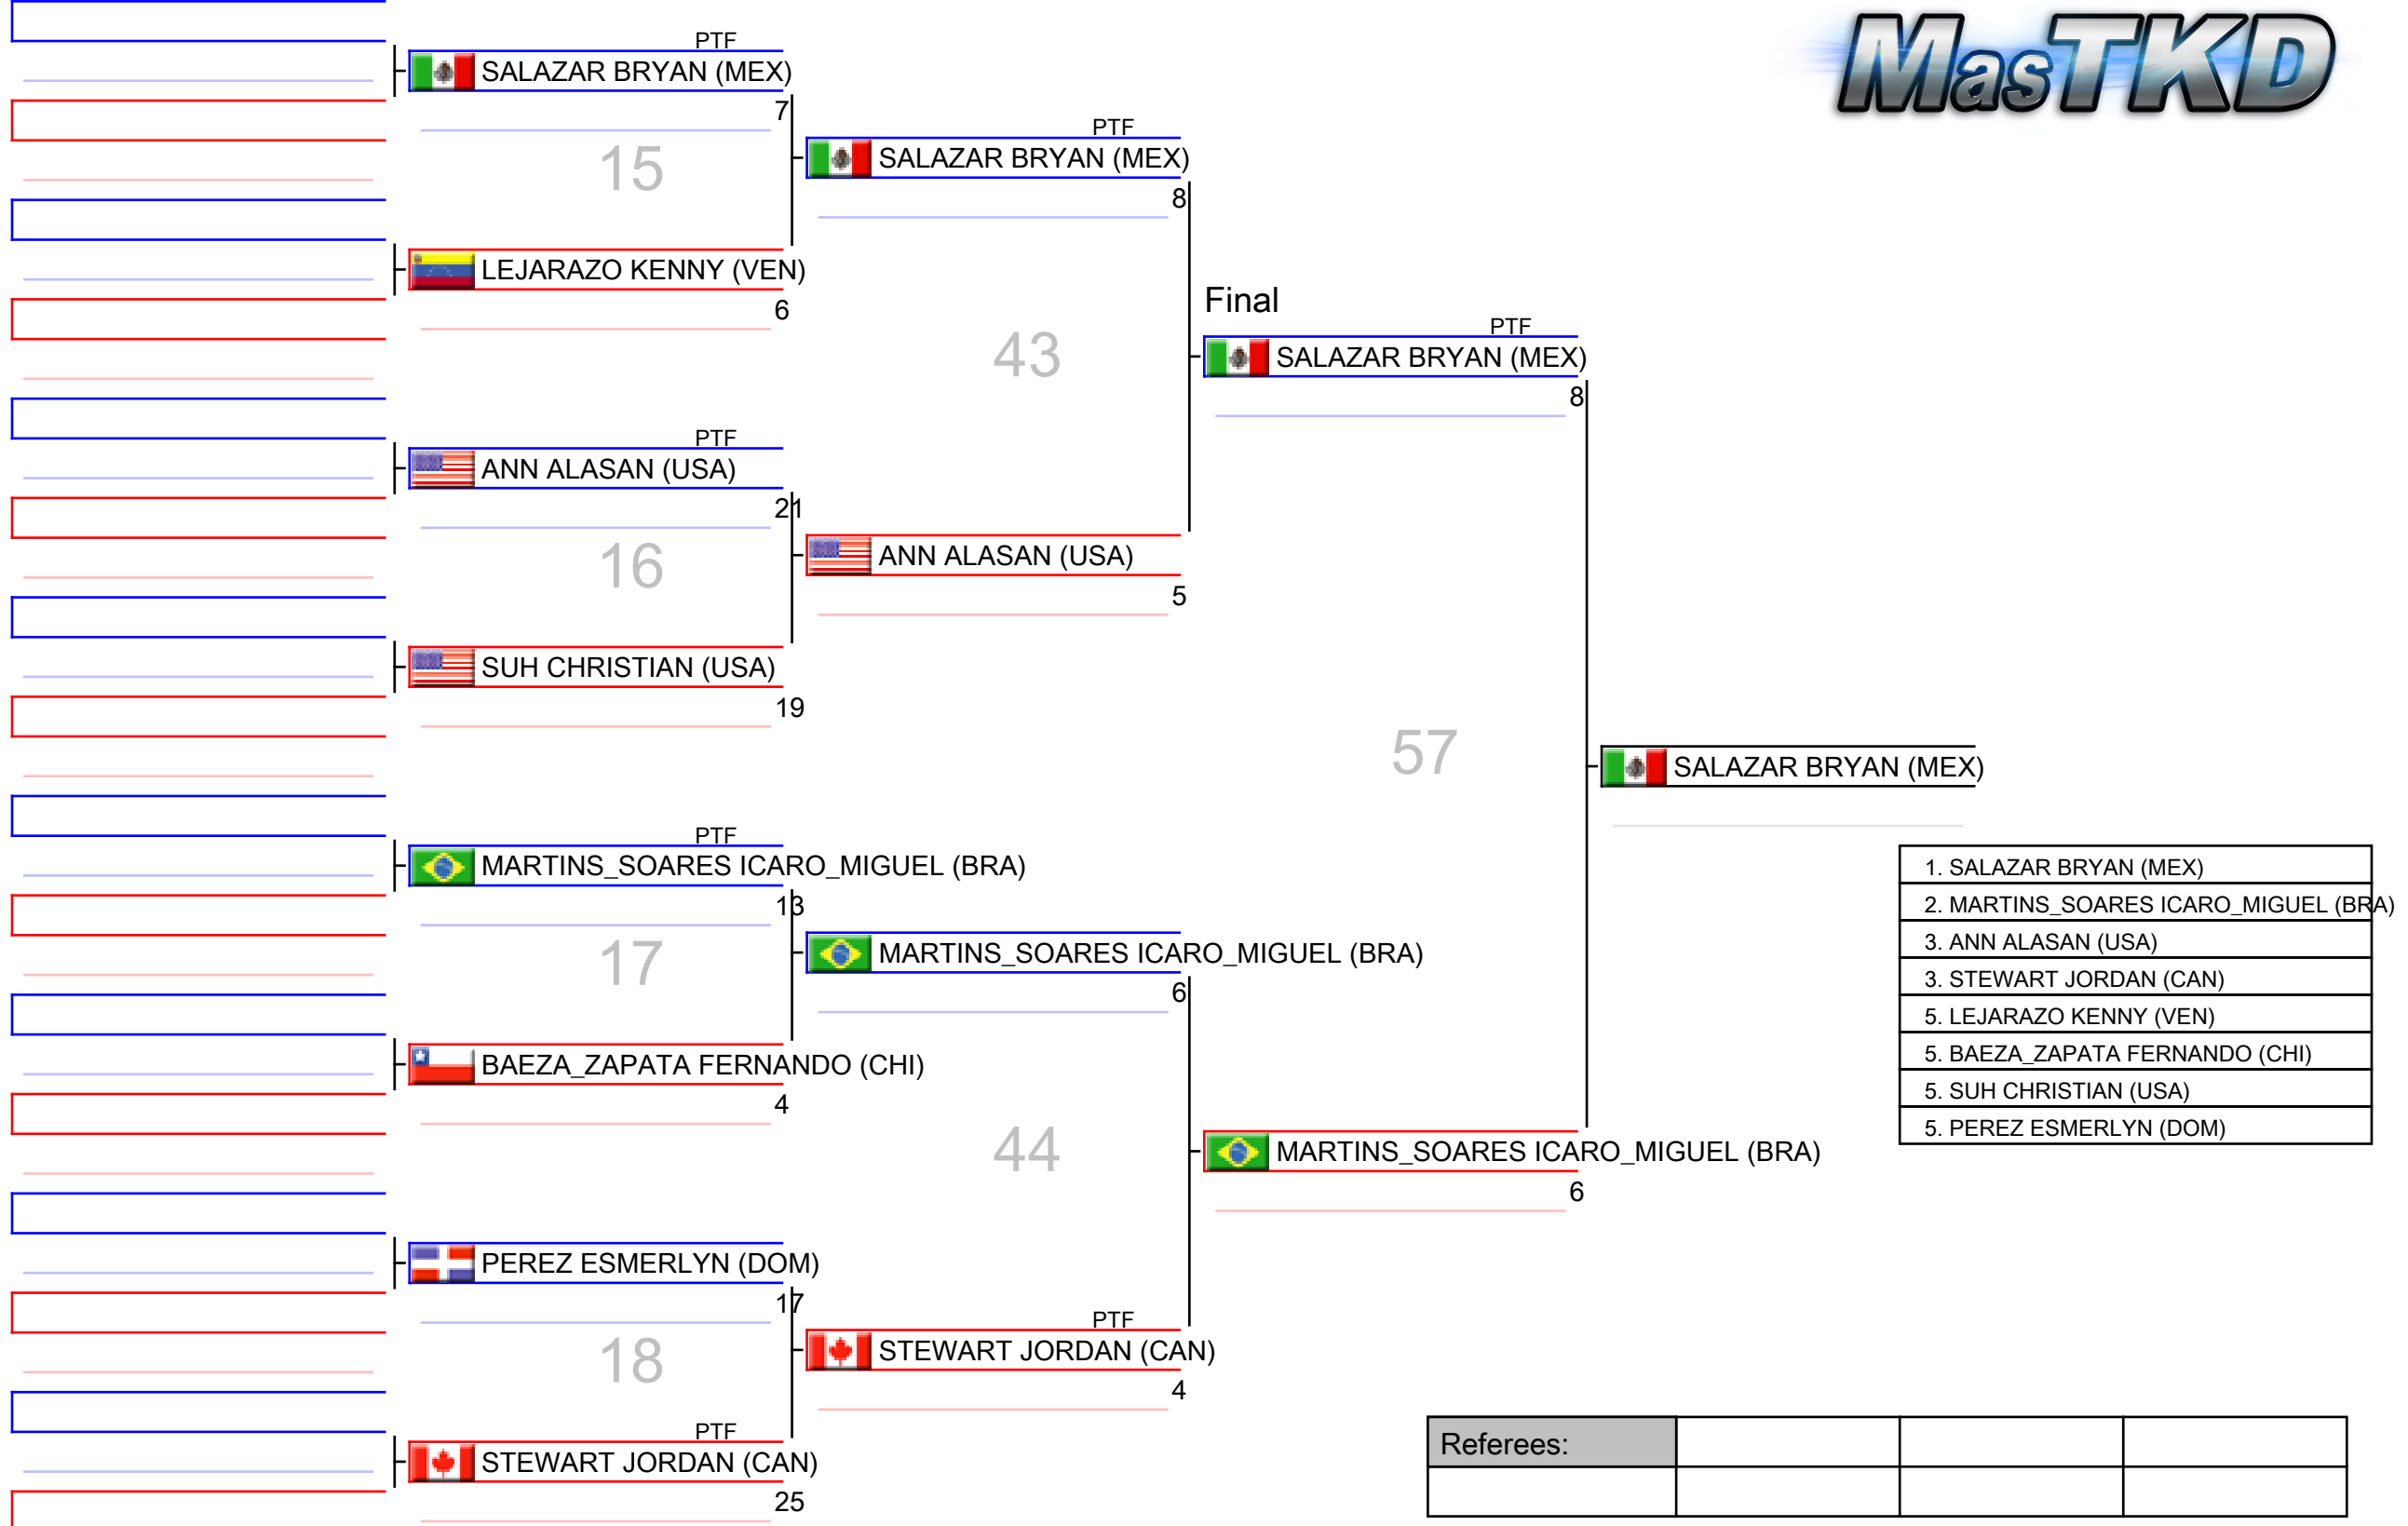 MasTKD
PTF
SALAZAR BRYAN (MEX)
7
15
LEJARAZO KENNY (VEN)
6
PTF
ANN ALASAN (USA)
21
16
SUH CHRISTIAN (USA)
19
PTF
MARTINS_SOARES ICARO_MIGUEL (BRA)
13
17
BAEZA_ZAPATA FERNANDO (CHI)
4
PEREZ ESMERLYN (DOM)
17
18
PTF
STEWART JORDAN (CAN)
25
PTF
SALAZAR BRYAN (MEX)
8
43
ANN ALASAN (USA)
5
MARTINS_SOARES ICARO_MIGUEL (BRA)
6
44
PTF
STEWART JORDAN (CAN)
4
Final
PTF
SALAZAR BRYAN (MEX)
8
57
MARTINS_SOARES ICARO_MIGUEL (BRA)
6
SALAZAR BRYAN (MEX)
1. SALAZAR BRYAN (MEX)
2. MARTINS_SOARES ICARO_MIGUEL (BRA)
3. ANN ALASAN (USA)
3. STEWART JORDAN (CAN)
5. LEJARAZO KENNY (VEN)
5. BAEZA_ZAPATA FERNANDO (CHI)
5. SUH CHRISTIAN (USA)
5. PEREZ ESMERLYN (DOM)
Referees: